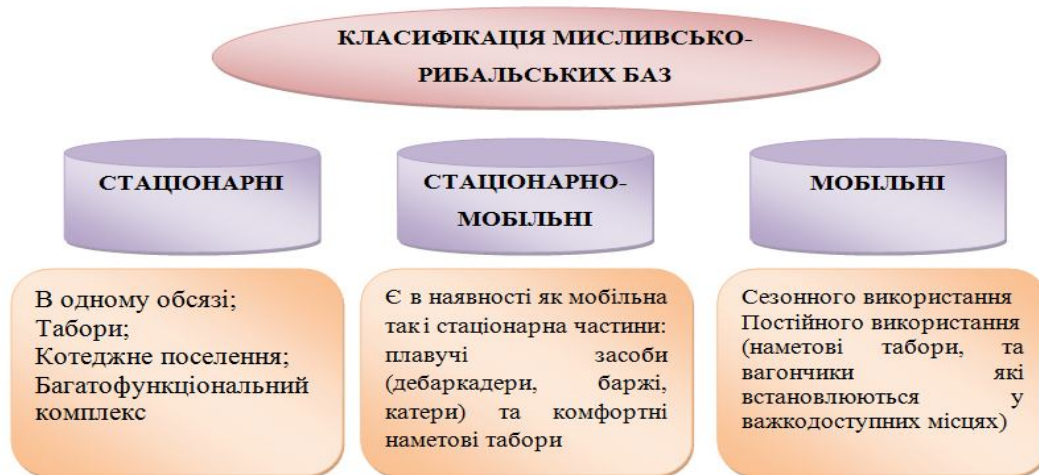 КЛАСИФІКАЦІЯ МИСЛИВСЬКО-
РИБАЛЬСЬКИХ БАЗ
СТАЦІОНАРНІ
СТАЦІОНАРНО-
МОБІЛЬНІ
МОБІЛЬНІ
В одному обсязі;
Табори;
Котеджне поселення;
Багатофункціональний
комплекс
Є в наявності як мобільна
так і стаціонарна частини:
плавучі засоби
(дебаркадери, баржі,
катери) та комфортні
наметові табори
Сезонного використання
Постійного використання
(наметові табори, та
вагончики які
встановлюються у
важкодоступних місцях)